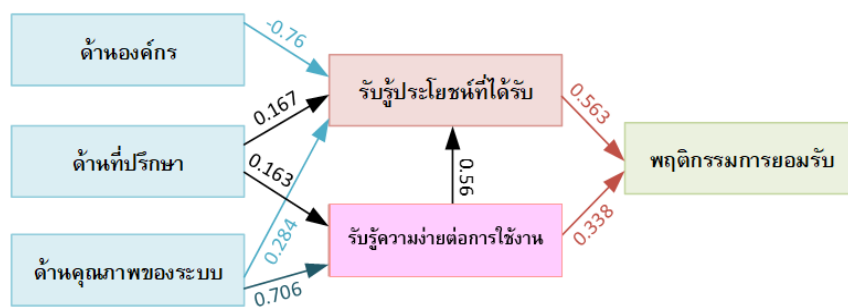 ด้านองค์กร
-0.76
รับรู้ประโยชน์ที่ได้รับ
0.167
0.563
ด้านที่ปรึกษา
พฤติกรรมการยอมรับ
0.163
0.56
0.284
รับรู้ความง่ายต่อการใช้งาน
0.338
ด้านคุณภาพของระบบ
0.706